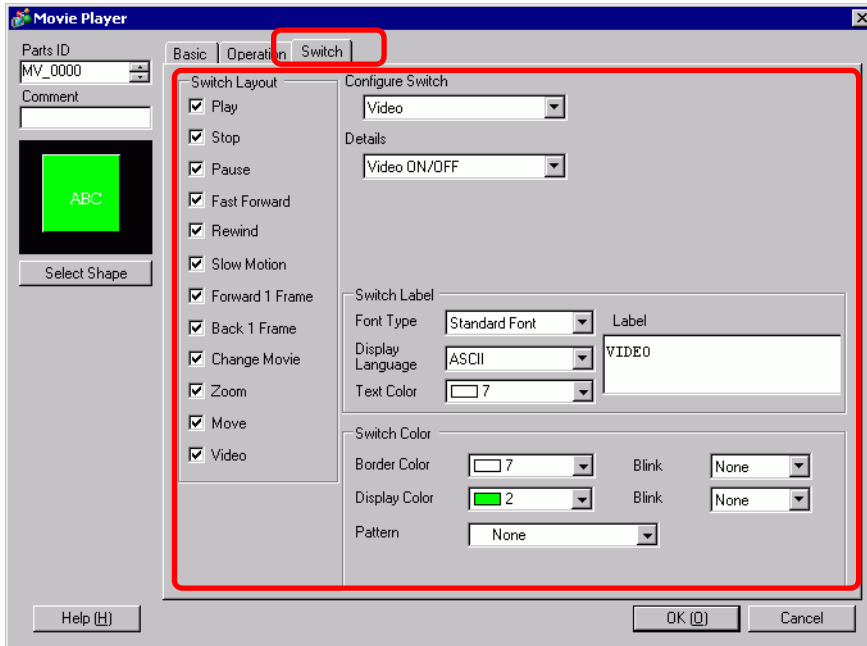 Movie Player
Parts ID
MV_0000
Comment
ABC
Select Shape
Basic Operation Switch
Switch Layout
Play
Stop
Pause
Fast Forward
Rewind
Slow Motion
Forward 1 Frame
Back 1 Frame
Change Movie
Zoom
Move
Video
Configure Switch
Video
Details
Video ON/OFF
Switch Label
Font Type Standard Font
Display Language ASCII
Text Color 7
Label
VIDEO
Switch Color
Border Color 7 Blink None
Display Color 2 Blink None
Pattern None
Help (H) OK (O) Cancel